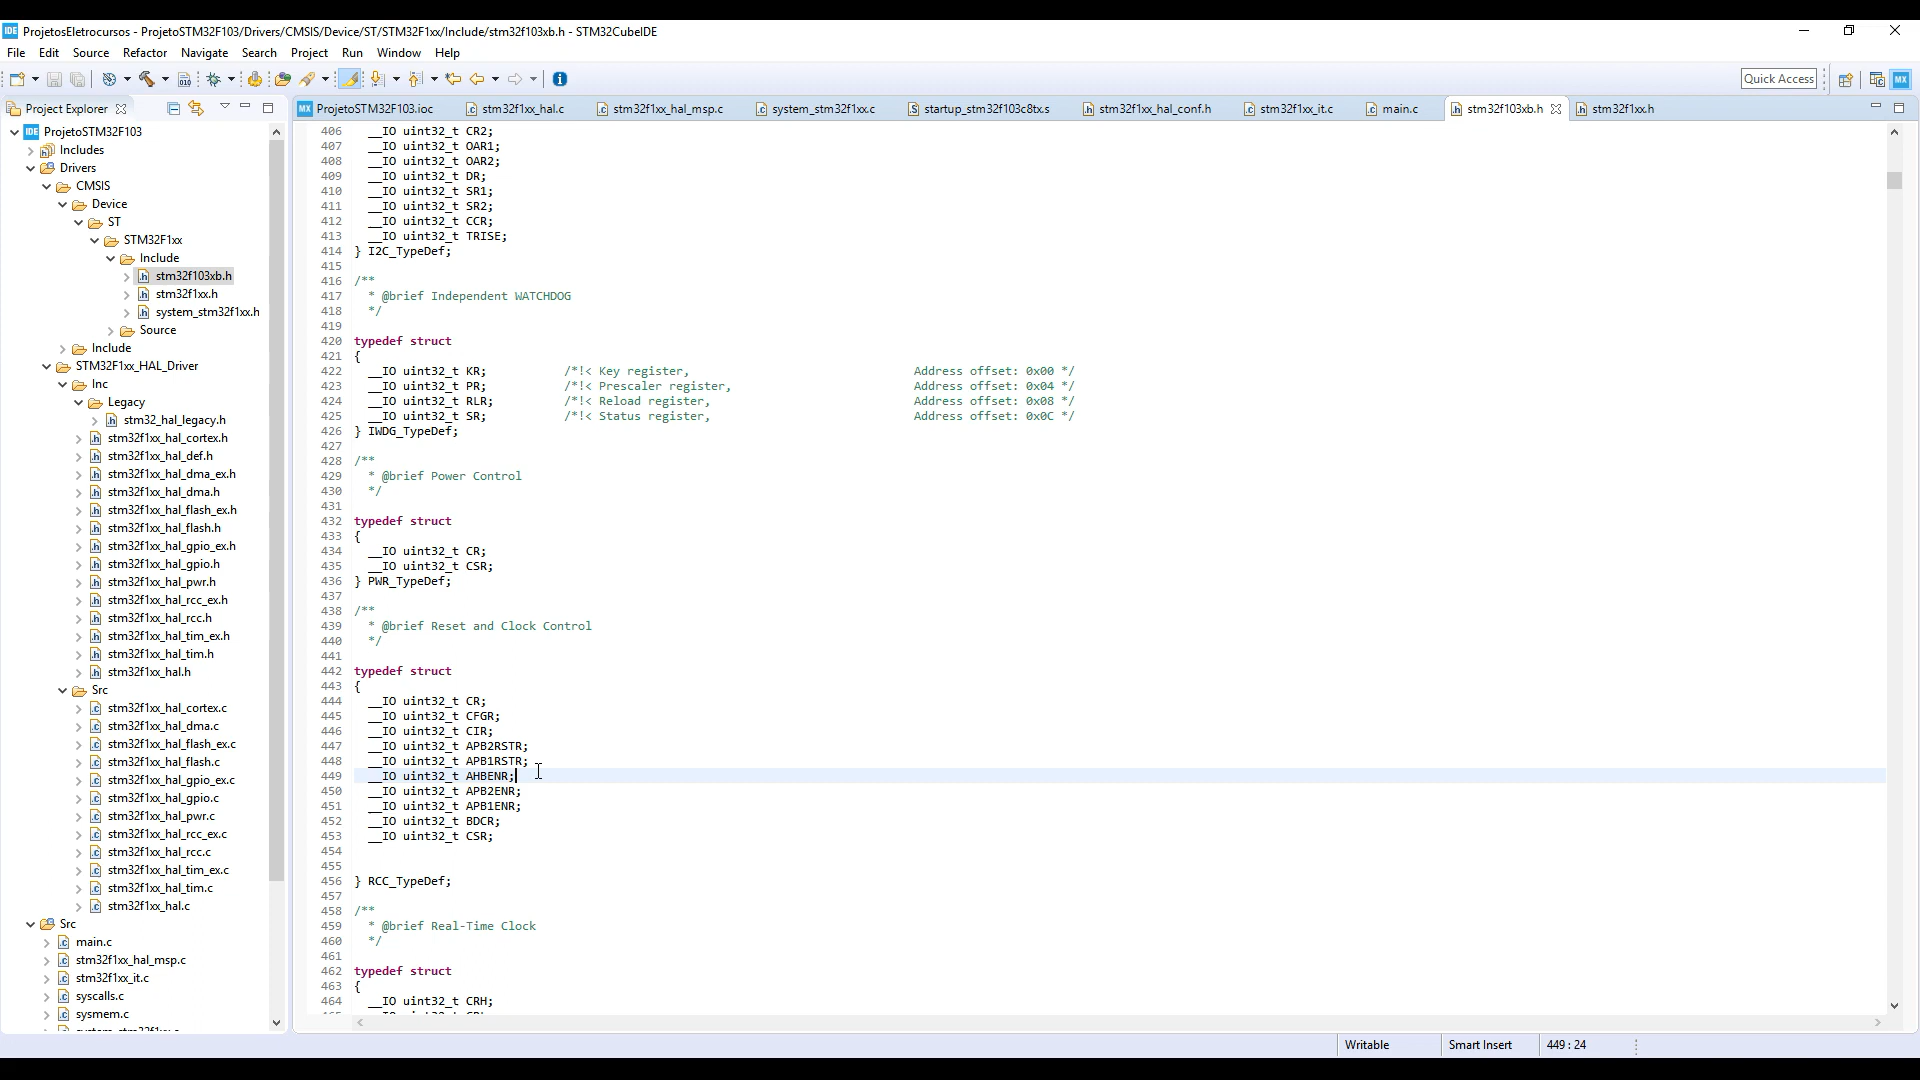 IDE ProjetosEletrocursos - ProjetoSTM32F103/Drivers/CMSIS/Device/ST/STM32F1xx/Include/stm32f103xb.h - STM32CubeIDE
File Edit Source Refactor Navigate Search Project Run Window Help
Quick Access
Project Explorer
MX ProjetoSTM32F103.ioc stm32f1xx_hal.c stm32f1xx_hal_msp.c system_stm32f1xx.c startup_stm32f103c8tx.s stm32f1xx_hal_conf.h stm32f1xx_it.c main.c stm32f103xb.h stm32f1xx.h
IDE ProjetoSTM32F103
Includes
Drivers
CMSIS
Device
ST
STM32F1xx
Include
stm32f103xb.h
stm32f1xx.h
system_stm32f1xx.h
Source
Include
STM32F1xx_HAL_Driver
Inc
Legacy
stm32_hal_legacy.h
stm32f1xx_hal_cortex.h
stm32f1xx_hal_def.h
stm32f1xx_hal_dma_ex.h
stm32f1xx_hal_dma.h
stm32f1xx_hal_flash_ex.h
stm32f1xx_hal_flash.h
stm32f1xx_hal_gpio_ex.h
stm32f1xx_hal_gpio.h
stm32f1xx_hal_pwr.h
stm32f1xx_hal_rcc_ex.h
stm32f1xx_hal_rcc.h
stm32f1xx_hal_tim_ex.h
stm32f1xx_hal_tim.h
stm32f1xx_hal.h
Src
stm32f1xx_hal_cortex.c
stm32f1xx_hal_dma.c
stm32f1xx_hal_flash_ex.c
stm32f1xx_hal_flash.c
stm32f1xx_hal_gpio_ex.c
stm32f1xx_hal_gpio.c
stm32f1xx_hal_pwr.c
stm32f1xx_hal_rcc_ex.c
stm32f1xx_hal_rcc.c
stm32f1xx_hal_tim_ex.c
stm32f1xx_hal_tim.c
stm32f1xx_hal.c
Src
main.c
stm32f1xx_hal_msp.c
stm32f1xx_it.c
syscalls.c
sysmem.c
406 __IO uint32_t CR2;
407 __IO uint32_t OAR1;
408 __IO uint32_t OAR2;
409 __IO uint32_t DR;
410 __IO uint32_t SR1;
411 __IO uint32_t SR2;
412 __IO uint32_t CCR;
413 __IO uint32_t TRISE;
414 } I2C_TypeDef;
415
416 /**
417 * @brief Independent WATCHDOG
418 */
419
420 typedef struct
421 {
422 __IO uint32_t KR; /*!< Key register, Address offset: 0x00 */
423 __IO uint32_t PR; /*!< Prescaler register, Address offset: 0x04 */
424 __IO uint32_t RLR; /*!< Reload register, Address offset: 0x08 */
425 __IO uint32_t SR; /*!< Status register, Address offset: 0x0C */
426 } IWDG_TypeDef;
427
428 /**
429 * @brief Power Control
430 */
431
432 typedef struct
433 {
434 __IO uint32_t CR;
435 __IO uint32_t CSR;
436 } PWR_TypeDef;
437
438 /**
439 * @brief Reset and Clock Control
440 */
441
442 typedef struct
443 {
444 __IO uint32_t CR;
445 __IO uint32_t CFGR;
446 __IO uint32_t CIR;
447 __IO uint32_t APB2RSTR;
448 __IO uint32_t APB1RSTR;
449 __IO uint32_t AHBENR;
450 __IO uint32_t APB2ENR;
451 __IO uint32_t APB1ENR;
452 __IO uint32_t BDCR;
453 __IO uint32_t CSR;
454
455
456 } RCC_TypeDef;
457
458 /**
459 * @brief Real-Time Clock
460 */
461
462 typedef struct
463 {
464 __IO uint32_t CRH;
Writable Smart Insert 449 : 24